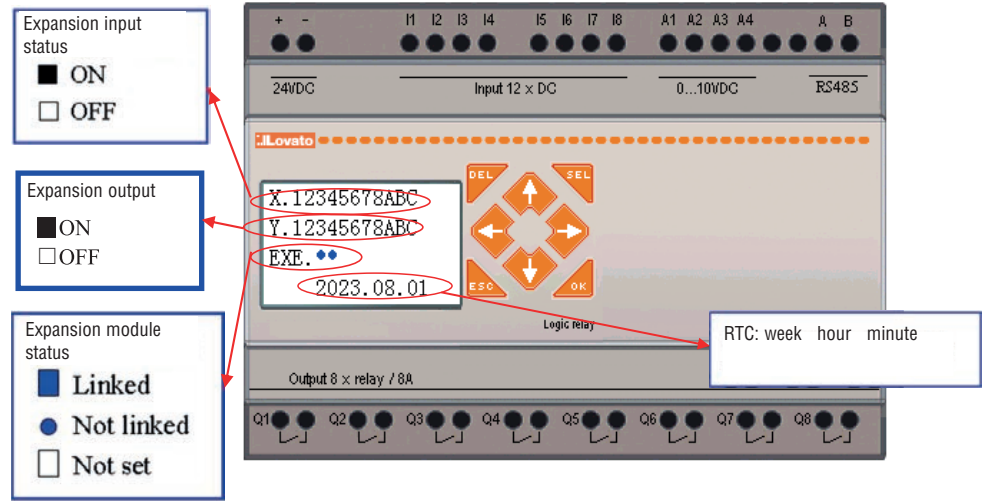 Expansion input
status
ON
OFF
Expansion output
ON
OFF
Expansion module
status
Linked
Not linked
Not set
+ - I1 I2 I3 I4 I5 I6 I7 I8 A1 A2 A3 A4 A B
24VDC Input 12 × DC 0...10VDC RS485
Lovato
DEL SEL
X.12345678ABC
Y.12345678ABC
EXE.
2023.08.01
ESC OK
Logic relay
RTC: week hour minute
Output 8 × relay / 8A
Q1 Q2 Q3 Q4 Q5 Q6 Q7 Q8